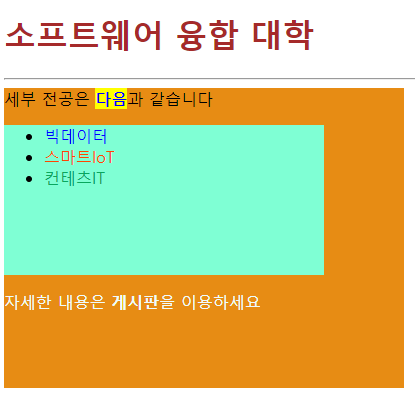 소프트웨어 융합 대학
세부 전공은 다음과 같습니다
빅데이터
스마트IoT
컨테츠IT
자세한 내용은 게시판을 이용하세요